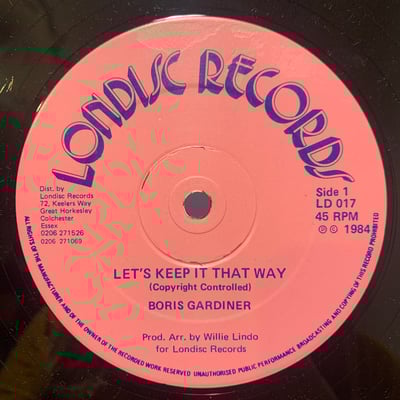 LONDISC RECORDS
Dist. by
Londisc Records
72, Keelers Way
Great Horkesley
Colchester
Essex
0206 271526
0206 271069
Side 1
LD 017
45 RPM
℗ © 1984
LET'S KEEP IT THAT WAY
(Copyright Controlled)
BORIS GARDINER
Prod. Arr. by Willie Lindo
for Londisc Records
ALL RIGHTS OF THE MANUFACTURER AND OF THE OWNER OF THE RECORDED WORK RESERVED UNAUTHORISED PUBLIC PERFORMANCE BROADCASTING AND COPYING OF THIS RECORD PROHIBITED